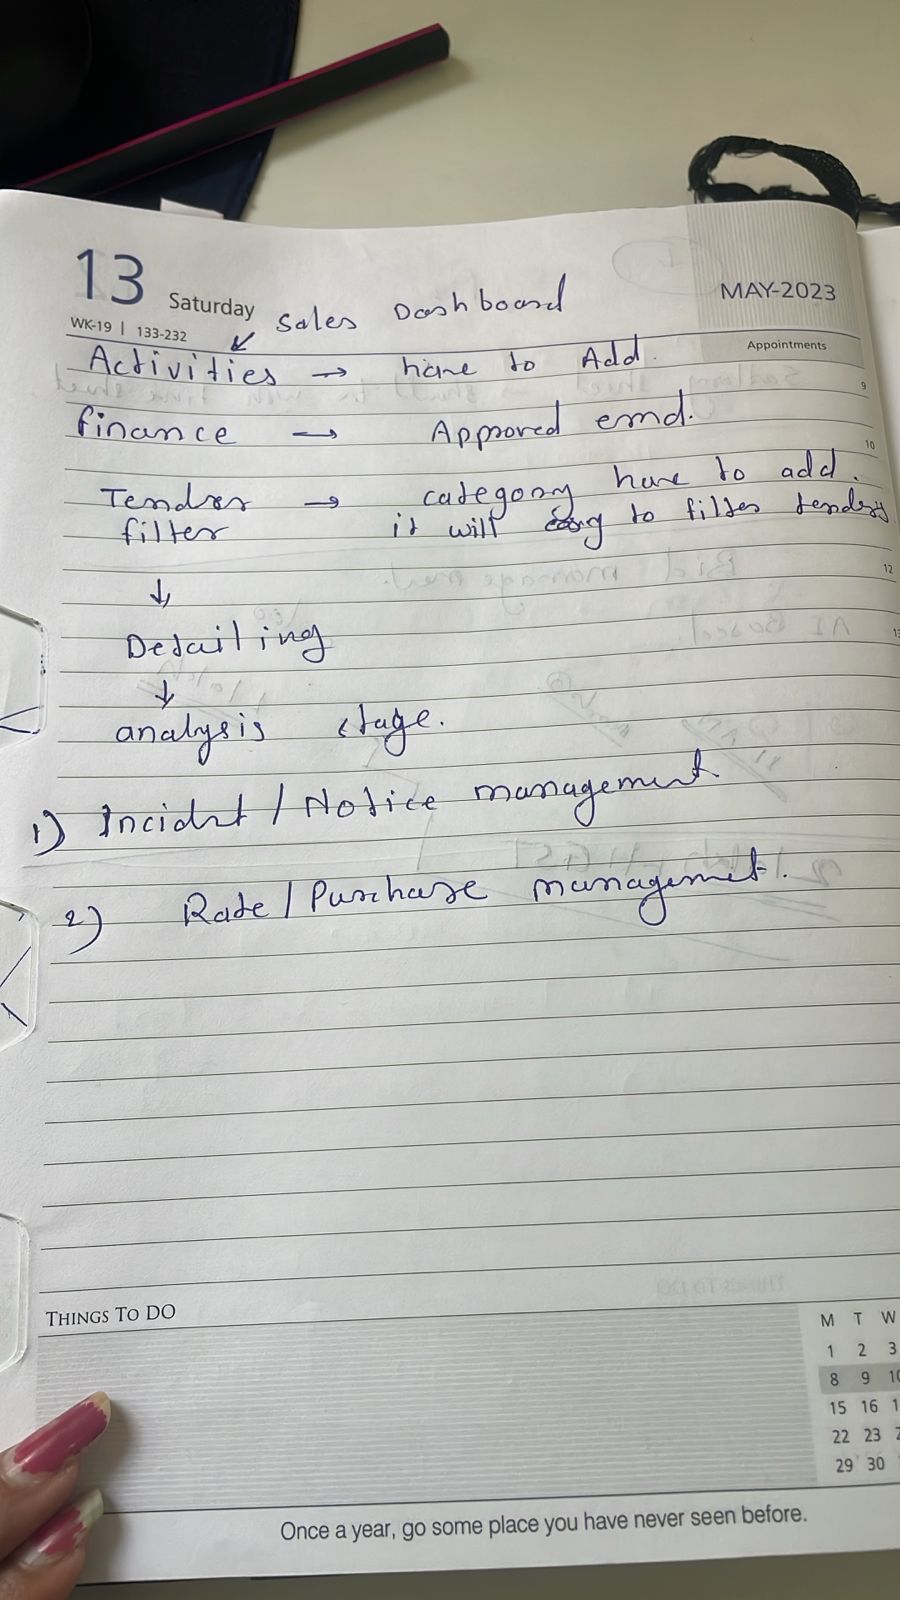 13 Saturday
WK-19 | 133-232
MAY-2023
Sales Dashboard
Appointments
Activities → have to Add.
9
finance → Approved emd.
10
Tender → category have to add.
filter it will easy to filter tenders
12
↓
Detailing
↓
analysis stage.
1) Incident / Notice management
2) Rate / Purchase management.
THINGS TO DO
M T W
1 2 3
8 9 10
15 16
22 23
29 30
Once a year, go some place you have never seen before.